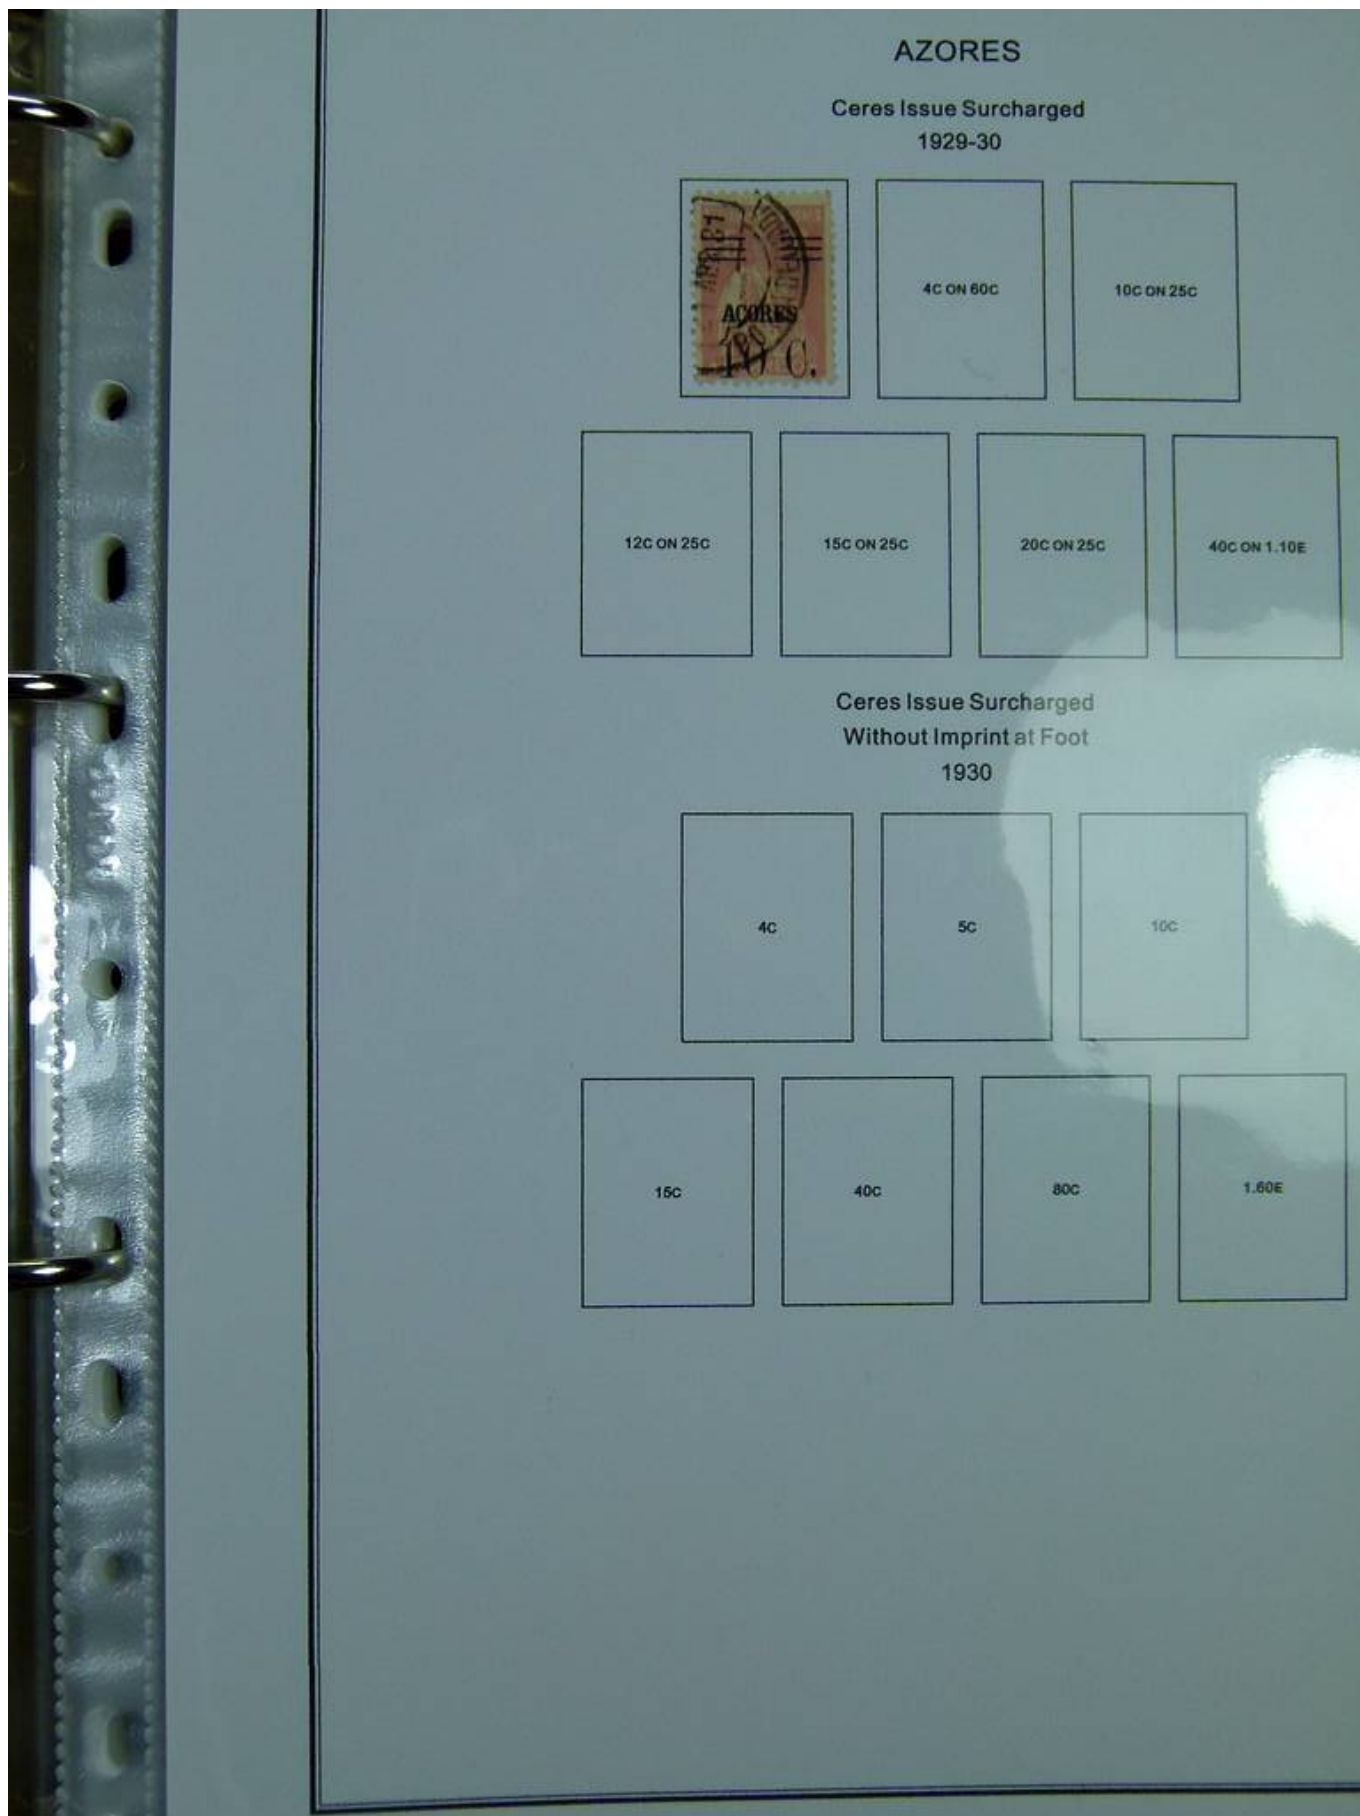 AZORES
Ceres Issue Surcharged
1929-30
AÇORES
10 C.
4C ON 60C
10C ON 25C
12C ON 25C
15C ON 25C
20C ON 25C
40C ON 1.10E
Ceres Issue Surcharged
Without Imprint at Foot
1930
4C
5C
10C
15C
40C
80C
1.60E